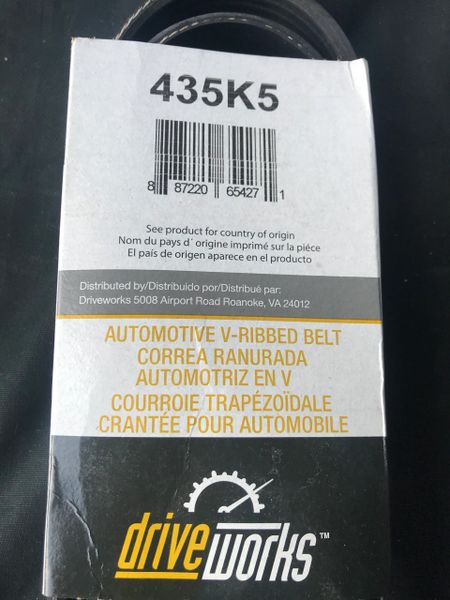 435K5
8 87220 65427 1
See product for country of origin
Nom du pays d´ origine imprimé sur la piéce
El país de origen aparece en el producto
Distributed by/Distribuido por/Distribué par:
Driveworks 5008 Airport Road Roanoke, VA 24012
AUTOMOTIVE V-RIBBED BELT
CORREA RANURADA
AUTOMOTRIZ EN V
COURROIE TRAPÉZOÏDALE
CRANTÉE POUR AUTOMOBILE
driveworks™